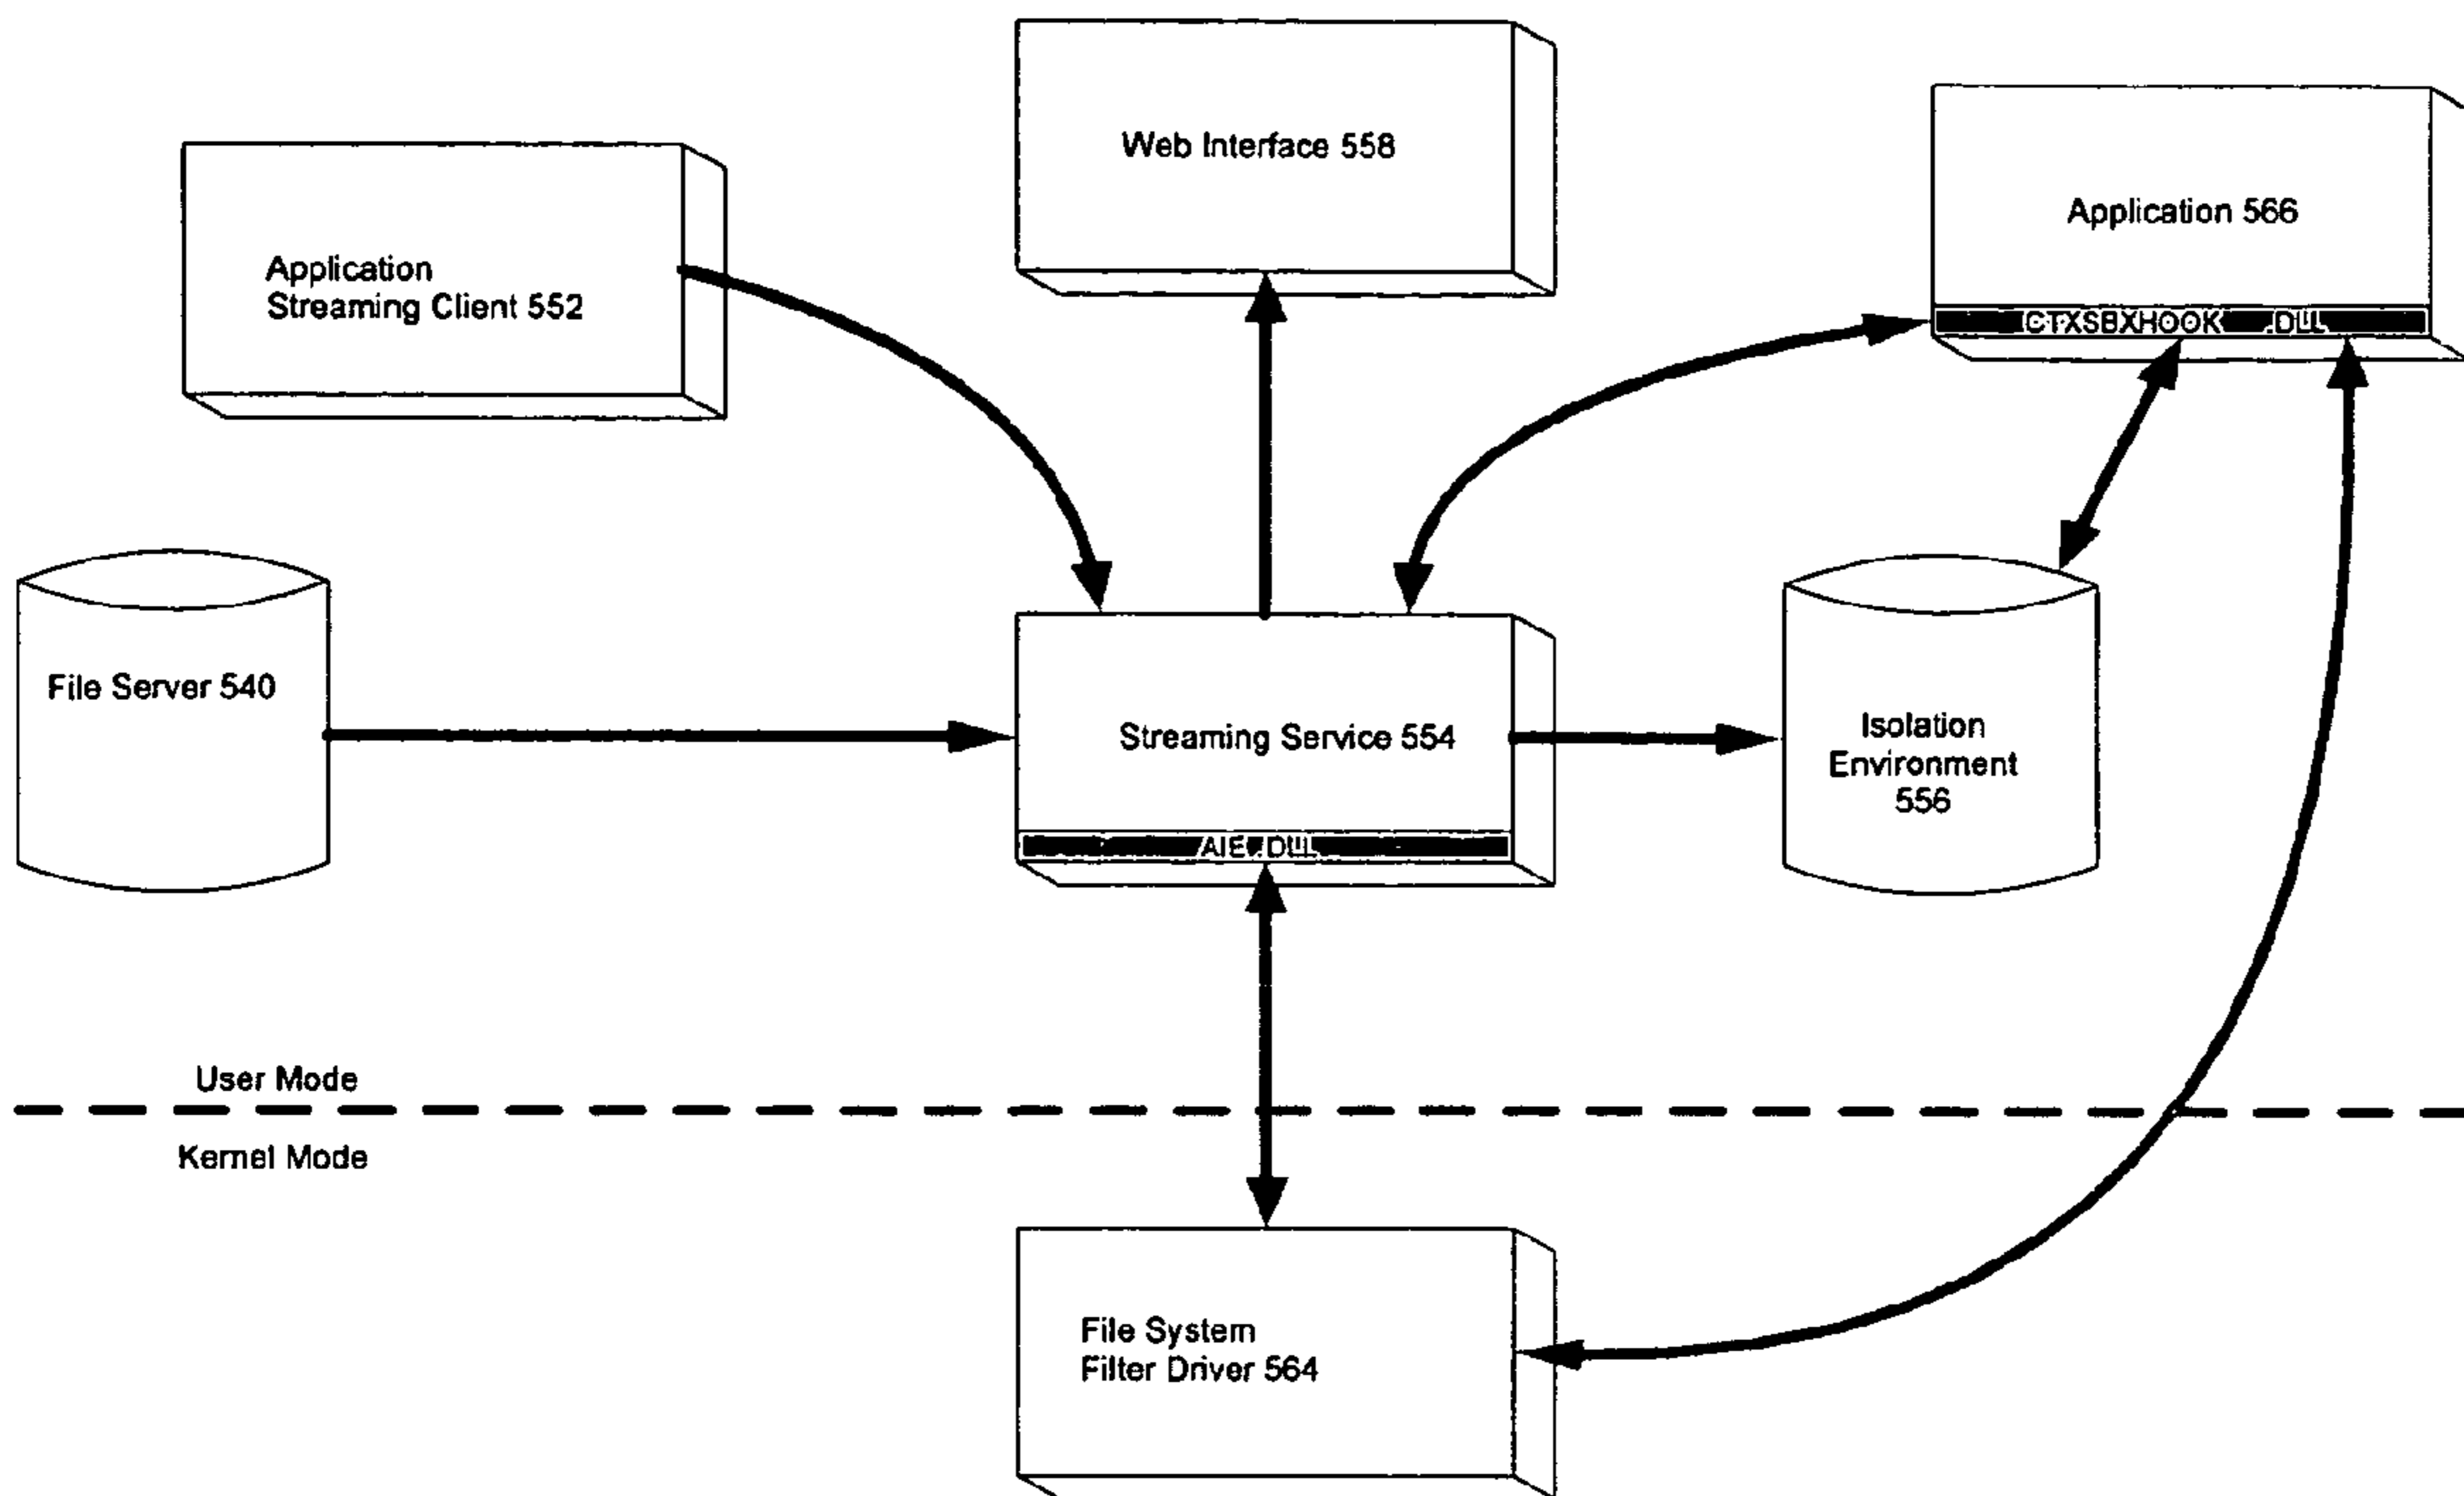 Web Interface 558
Application 566
CTXSBXHOOK .DLL
Application
Streaming Client 552
File Server 540
Streaming Service 554
AIE .DLL
Isolation
Environment
556
User Mode
Kernel Mode
File System
Filter Driver 564